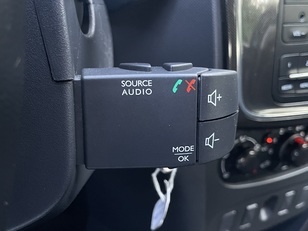 SOURCE
AUDIO
+
-
MODE
OK